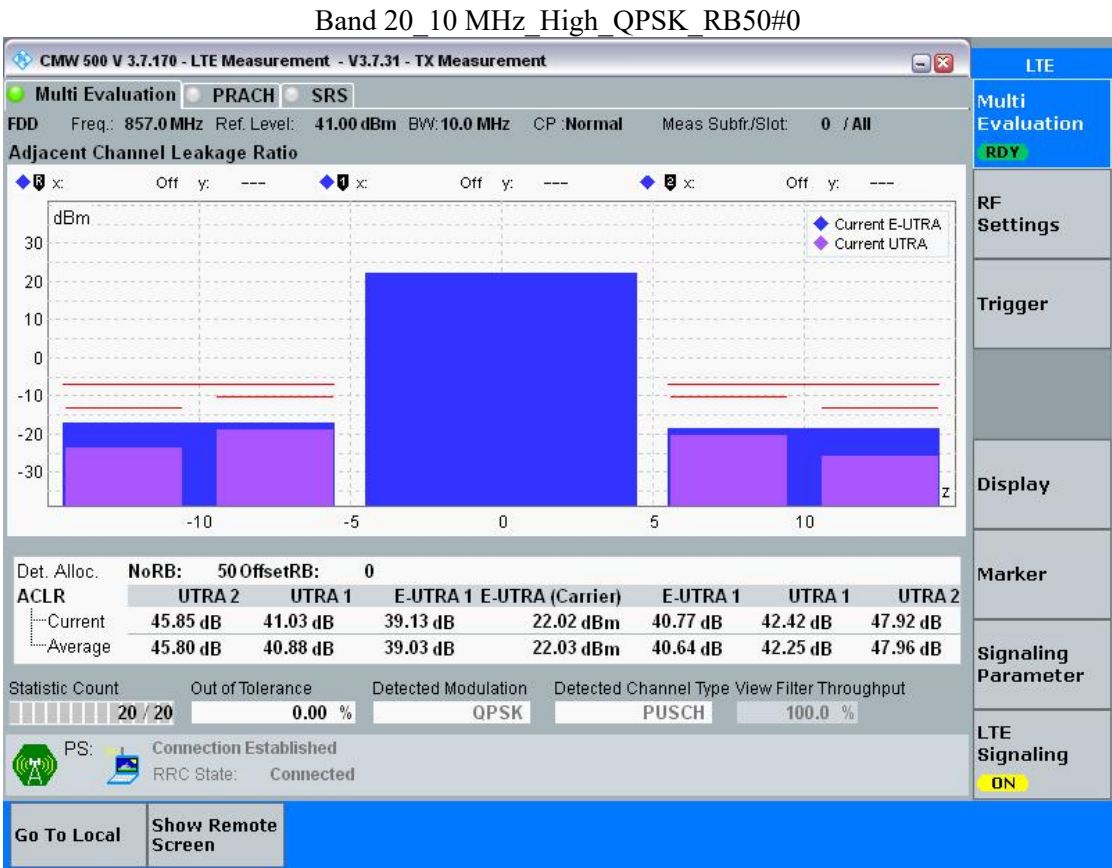 Band 20_10 MHz_High_QPSK_RB50#0
CMW 500 V 3.7.170 - LTE Measurement - V3.7.31 - TX Measurement
LTE
Multi Evaluation PRACH SRS
FDD Freq.: 857.0 MHz Ref. Level: 41.00 dBm BW: 10.0 MHz CP : Normal Meas Subfr./Slot: 0 / All
Adjacent Channel Leakage Ratio
R x: Off y: --- 1 x: Off y: --- 2 x: Off y: ---
dBm
Current E-UTRA
Current UTRA
30
20
10
0
-10
-20
-30
z
-10 -5 0 5 10
Det. Alloc. NoRB: 50 OffsetRB: 0
ACLR UTRA 2 UTRA 1 E-UTRA 1 E-UTRA (Carrier) E-UTRA 1 UTRA 1 UTRA 2
Current 45.85 dB 41.03 dB 39.13 dB 22.02 dBm 40.77 dB 42.42 dB 47.92 dB
Average 45.80 dB 40.88 dB 39.03 dB 22.03 dBm 40.64 dB 42.25 dB 47.96 dB
Statistic Count Out of Tolerance Detected Modulation Detected Channel Type View Filter Throughput
20 / 20 0.00 % QPSK PUSCH 100.0 %
PS: Connection Established
RRC State: Connected
Multi
Evaluation
RDY
RF
Settings
Trigger
Display
Marker
Signaling
Parameter
LTE
Signaling
ON
Go To Local
Show Remote
Screen